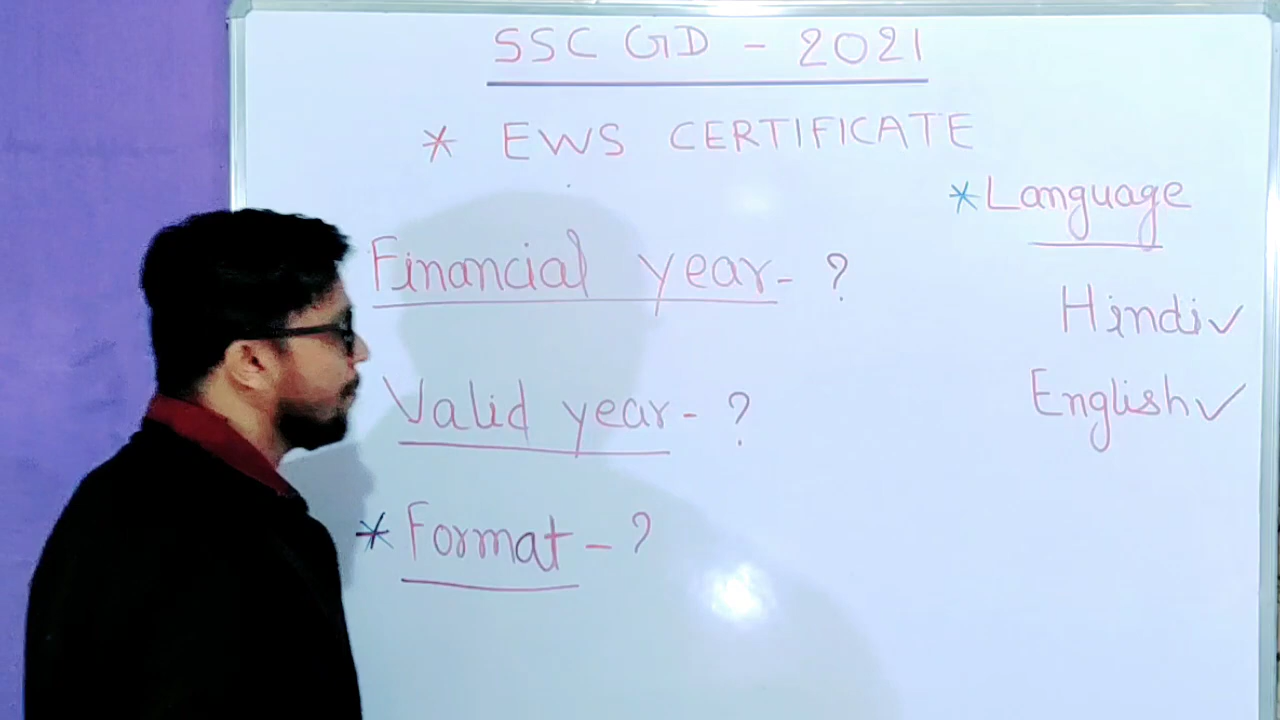 SSC GD - 2021
* EWS CERTIFICATE
* Language
Financial year- ?
Hindi✓
Valid year- ?
English✓
* Format - ?